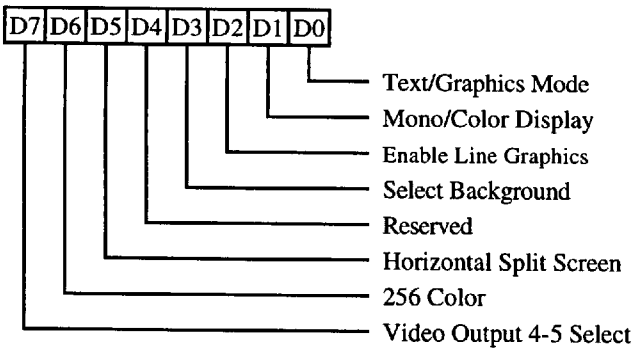 D7 D6 D5 D4 D3 D2 D1 D0
Text/Graphics Mode
Mono/Color Display
Enable Line Graphics
Select Background
Reserved
Horizontal Split Screen
256 Color
Video Output 4-5 Select